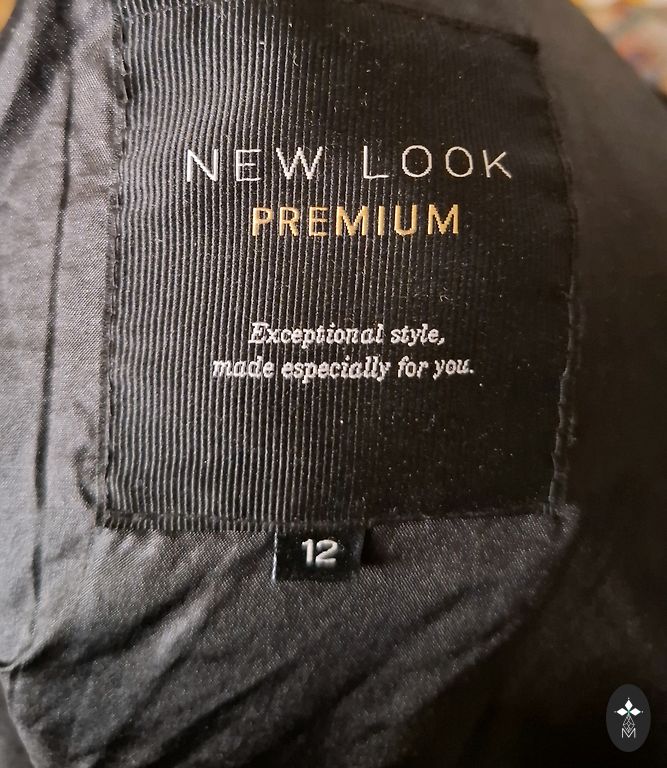 NEW LOOK
PREMIUM
Exceptional style,
made especially for you.
12
M